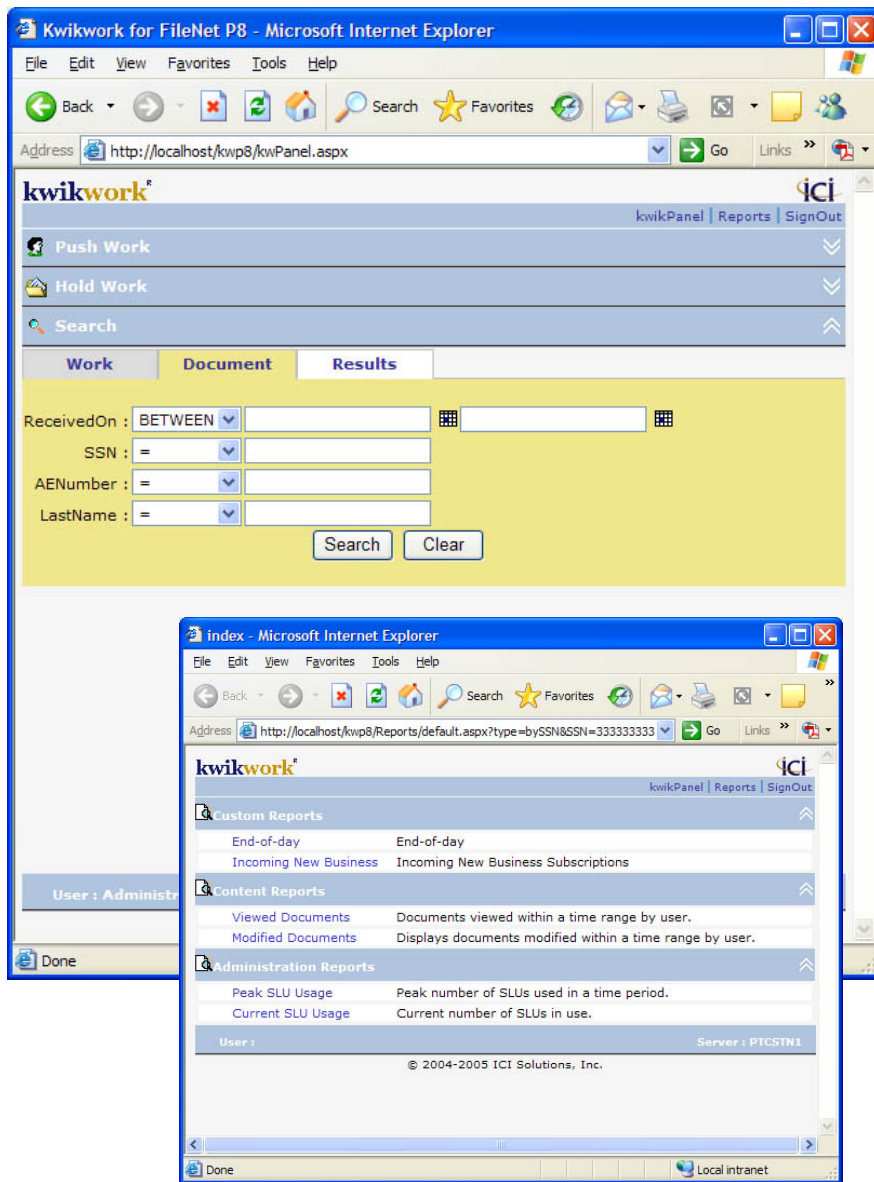 Kwikwork for FileNet P8 - Microsoft Internet Explorer
File Edit View Favorites Tools Help
Back Search Favorites
Address http://localhost/kwp8/kwPanel.aspx Go Links »
kwikwork ici
kwikPanel | Reports | SignOut
Push Work
Hold Work
Search
Work Document Results
ReceivedOn : BETWEEN
SSN : =
AENumber : =
LastName : =
Search Clear
User : Administr
Done
index - Microsoft Internet Explorer
File Edit View Favorites Tools Help
Back Search Favorites »
Address http://localhost/kwp8/Reports/default.aspx?type=bySSN&SSN=333333333 Go Links »
kwikwork ici
kwikPanel | Reports | SignOut
Custom Reports
End-of-day End-of-day
Incoming New Business Incoming New Business Subscriptions
Content Reports
Viewed Documents Documents viewed within a time range by user.
Modified Documents Displays documents modified within a time range by user.
Administration Reports
Peak SLU Usage Peak number of SLUs used in a time period.
Current SLU Usage Current number of SLUs in use.
User : Server : PTCSTN1
© 2004-2005 ICI Solutions, Inc.
Done Local intranet